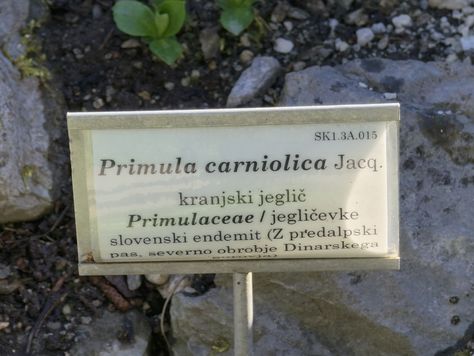 SK1.3A.015
Primula carniolica Jacq.
kranjski jeglič
Primulaceae / jegličevke
slovenski endemit (Z predalpski
pas, severno obrobje Dinarskega